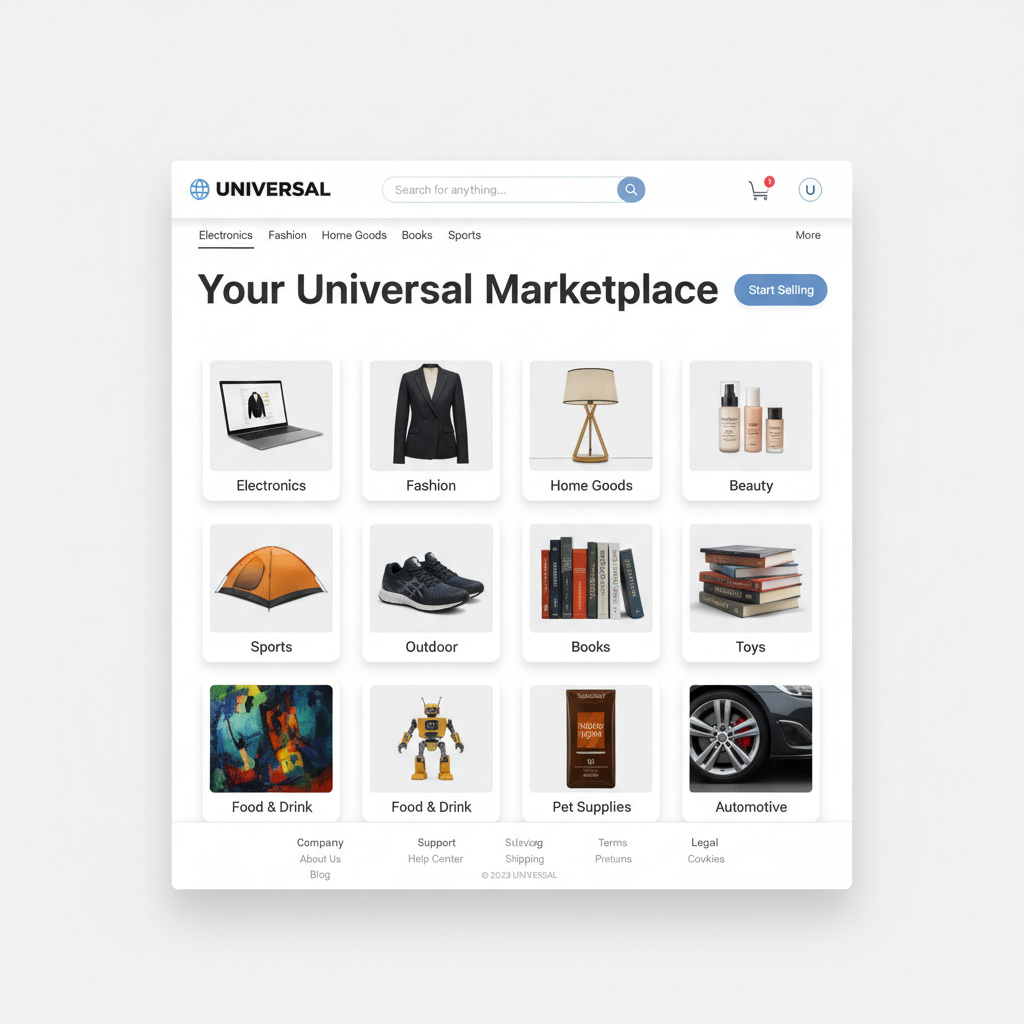 UNIVERSAL
Search for anything...
U
Electronics Fashion Home Goods Books Sports More
Your Universal Marketplace
Start Selling
Electronics Fashion Home Goods Beauty
Sports Outdoor Books Toys
Food & Drink Food & Drink Pet Supplies Automotive
Company Support Terms Legal
About Us Help Center Shipping Pretums Covkies
Blog © 2023 UNIVESSAL